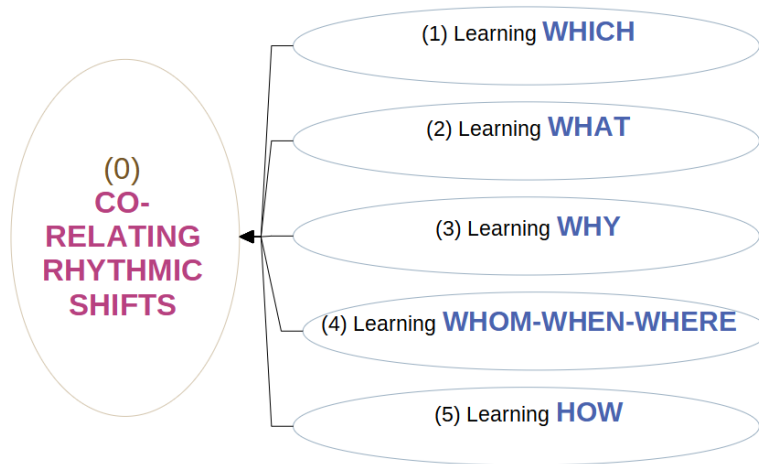 (0)
CO-
RELATING
RHYTHMIC
SHIFTS
(1) Learning WHICH
(2) Learning WHAT
(3) Learning WHY
(4) Learning WHOM-WHEN-WHERE
(5) Learning HOW